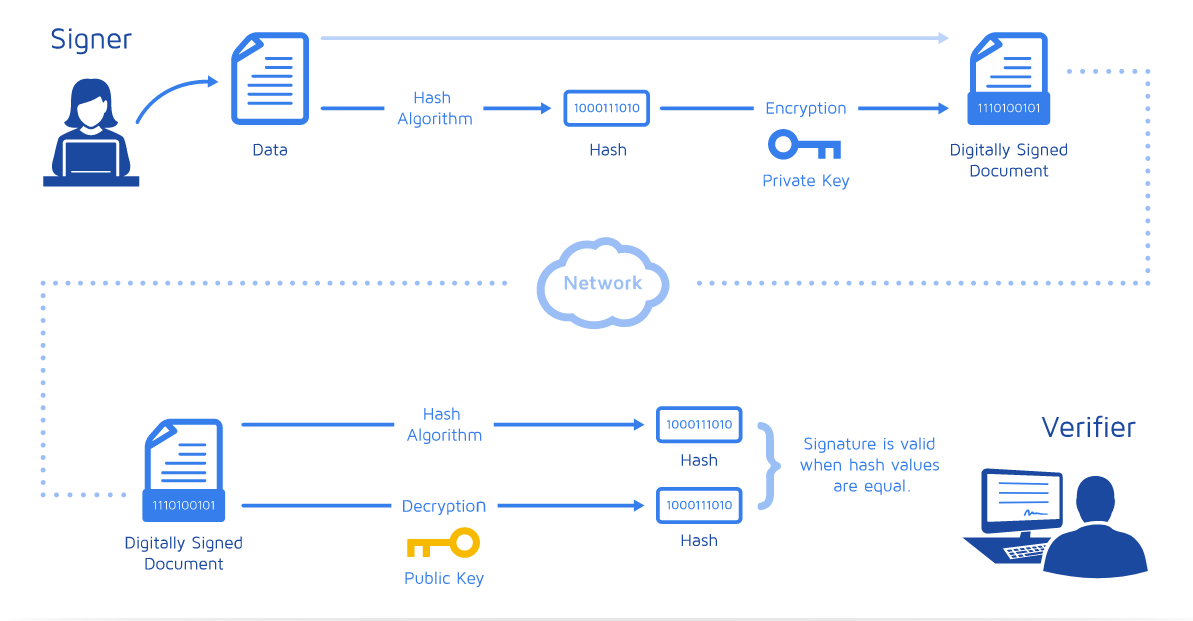 Signer
Hash
Algorithm
1000111010
Encryption
1110100101
Data
Hash
Private Key
Digitally Signed
Document
Network
Hash
Algorithm
1000111010
Hash
Signature is valid
when hash values
are equal.
Verifier
1110100101
Decryption
1000111010
Hash
Digitally Signed
Document
Public Key